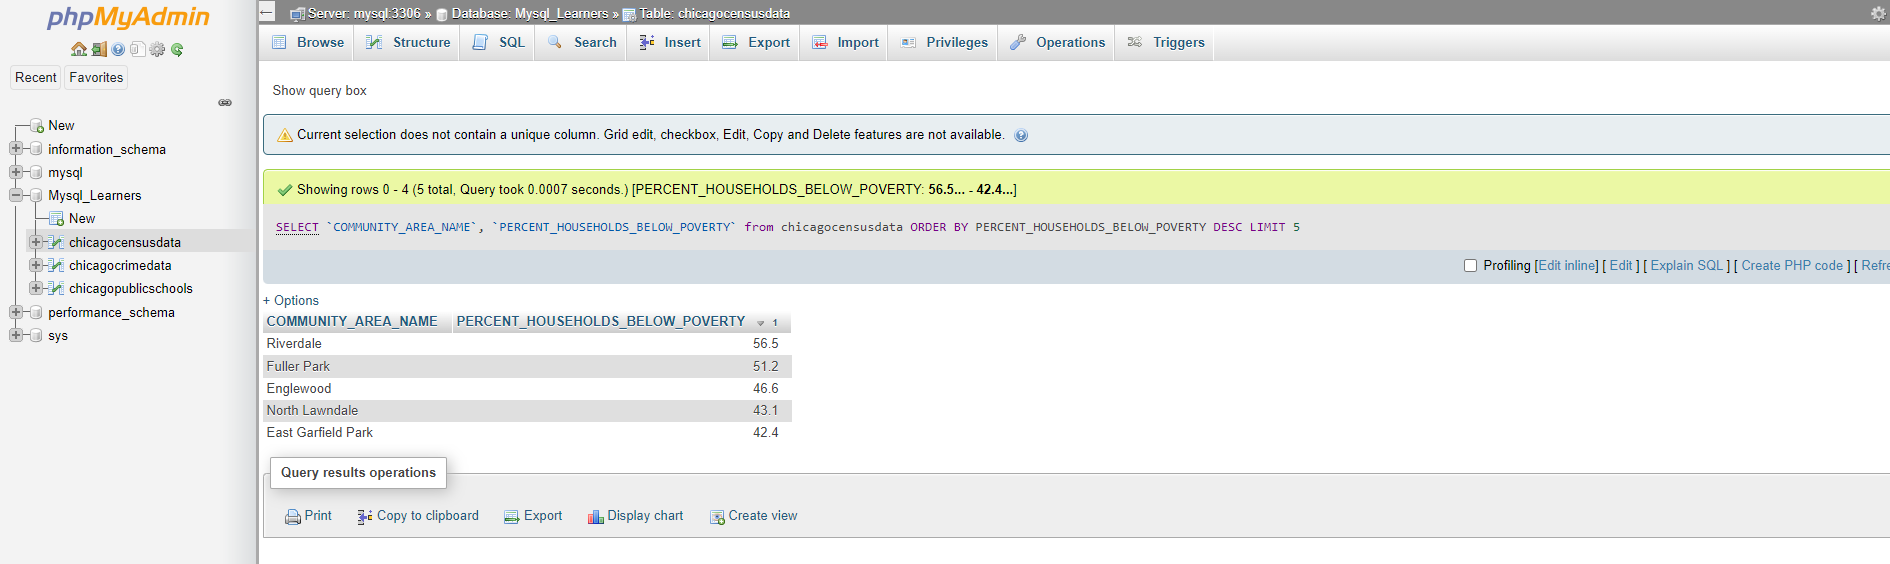 phpMyAdmin
Recent Favorites
New
information_schema
mysql
Mysql_Learners
New
chicagocensusdata
chicagocrimedata
chicagopublicschools
performance_schema
sys
Server: mysql:3306 » Database: Mysql_Learners » Table: chicagocensusdata
Browse Structure SQL Search Insert Export Import Privileges Operations Triggers
Show query box
Current selection does not contain a unique column. Grid edit, checkbox, Edit, Copy and Delete features are not available.
Showing rows 0 - 4 (5 total, Query took 0.0007 seconds.) [PERCENT_HOUSEHOLDS_BELOW_POVERTY: 56.5... - 42.4...]
SELECT `COMMUNITY_AREA_NAME`, `PERCENT_HOUSEHOLDS_BELOW_POVERTY` from chicagocensusdata ORDER BY PERCENT_HOUSEHOLDS_BELOW_POVERTY DESC LIMIT 5
Profiling [Edit inline] [ Edit ] [ Explain SQL ] [ Create PHP code ] [ Refre
+ Options
COMMUNITY_AREA_NAME PERCENT_HOUSEHOLDS_BELOW_POVERTY 1
Riverdale 56.5
Fuller Park 51.2
Englewood 46.6
North Lawndale 43.1
East Garfield Park 42.4
Query results operations
Print Copy to clipboard Export Display chart Create view